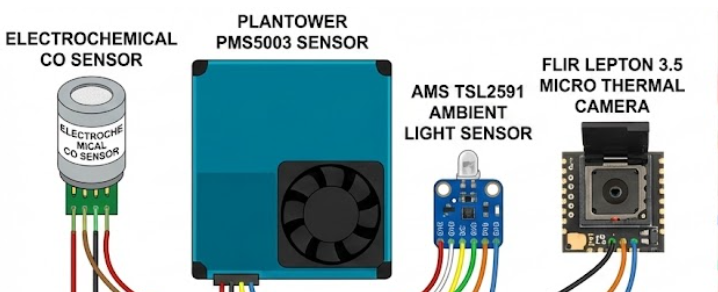 ELECTROCHEMICAL
CO SENSOR
PLANTOWER
PMS5003 SENSOR
AMS TSL2591
AMBIENT
LIGHT SENSOR
FLIR LEPTON 3.5
MICRO THERMAL
CAMERA
ELECTROCHE
MICAL
CO SENSOR